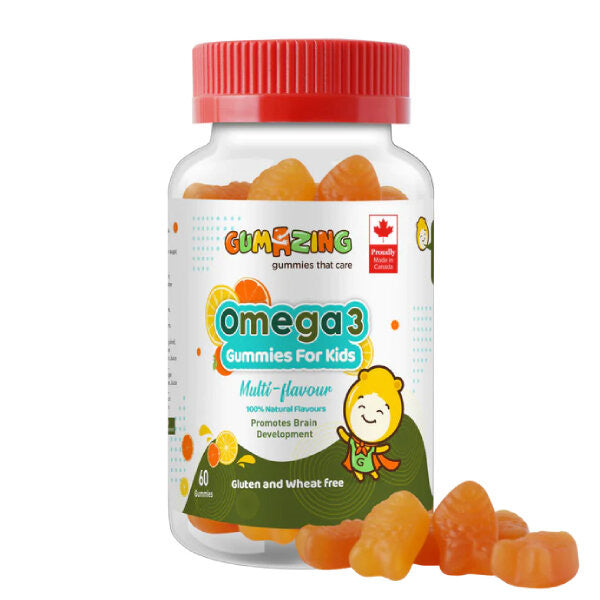 GUMAZING
gummies that care
Proudly
Made in
Canada
Omega 3
Gummies For Kids
Multi-flavour
100% Natural Flavours
Promotes Brain
Development
G
60
Gummies
Gluten and Wheat free